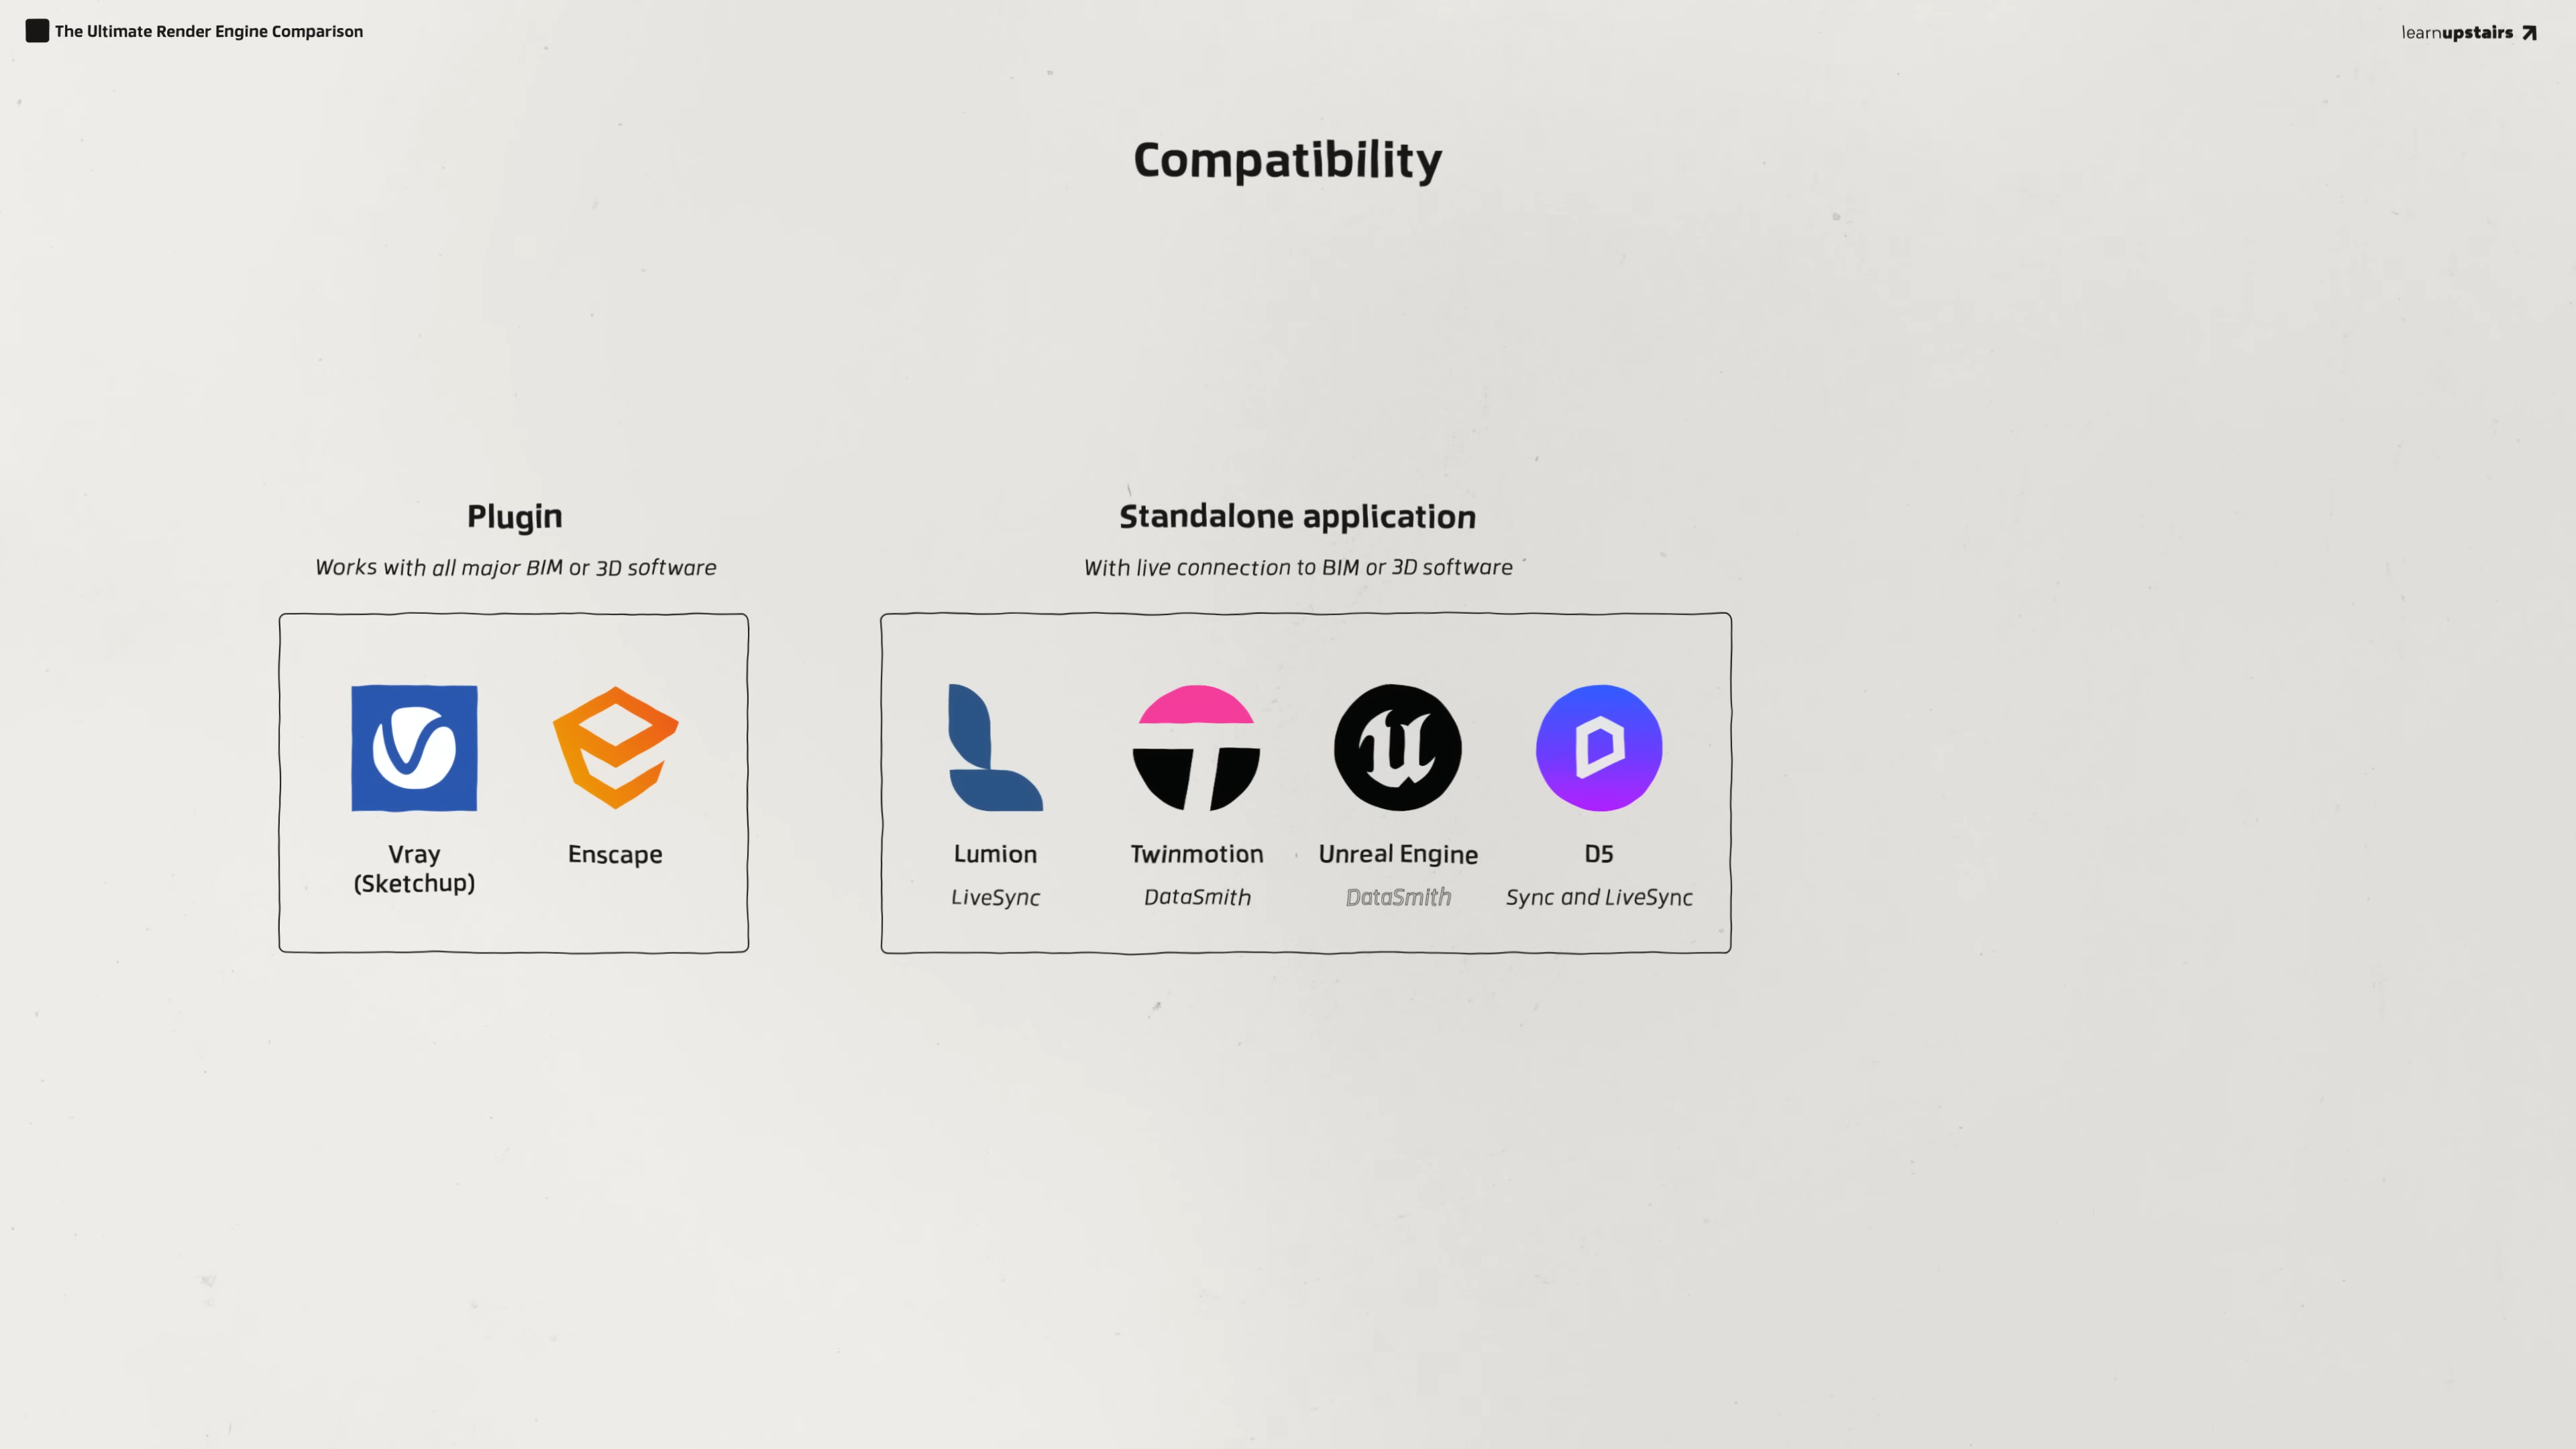 The Ultimate Render Engine Comparison
learnupstairs
Compatibility
Plugin
Works with all major BIM or 3D software
Vray
(Sketchup)
Enscape
Standalone application
With live connection to BIM or 3D software
Lumion
LiveSync
Twinmotion
DataSmith
Unreal Engine
DataSmith
D5
Sync and LiveSync